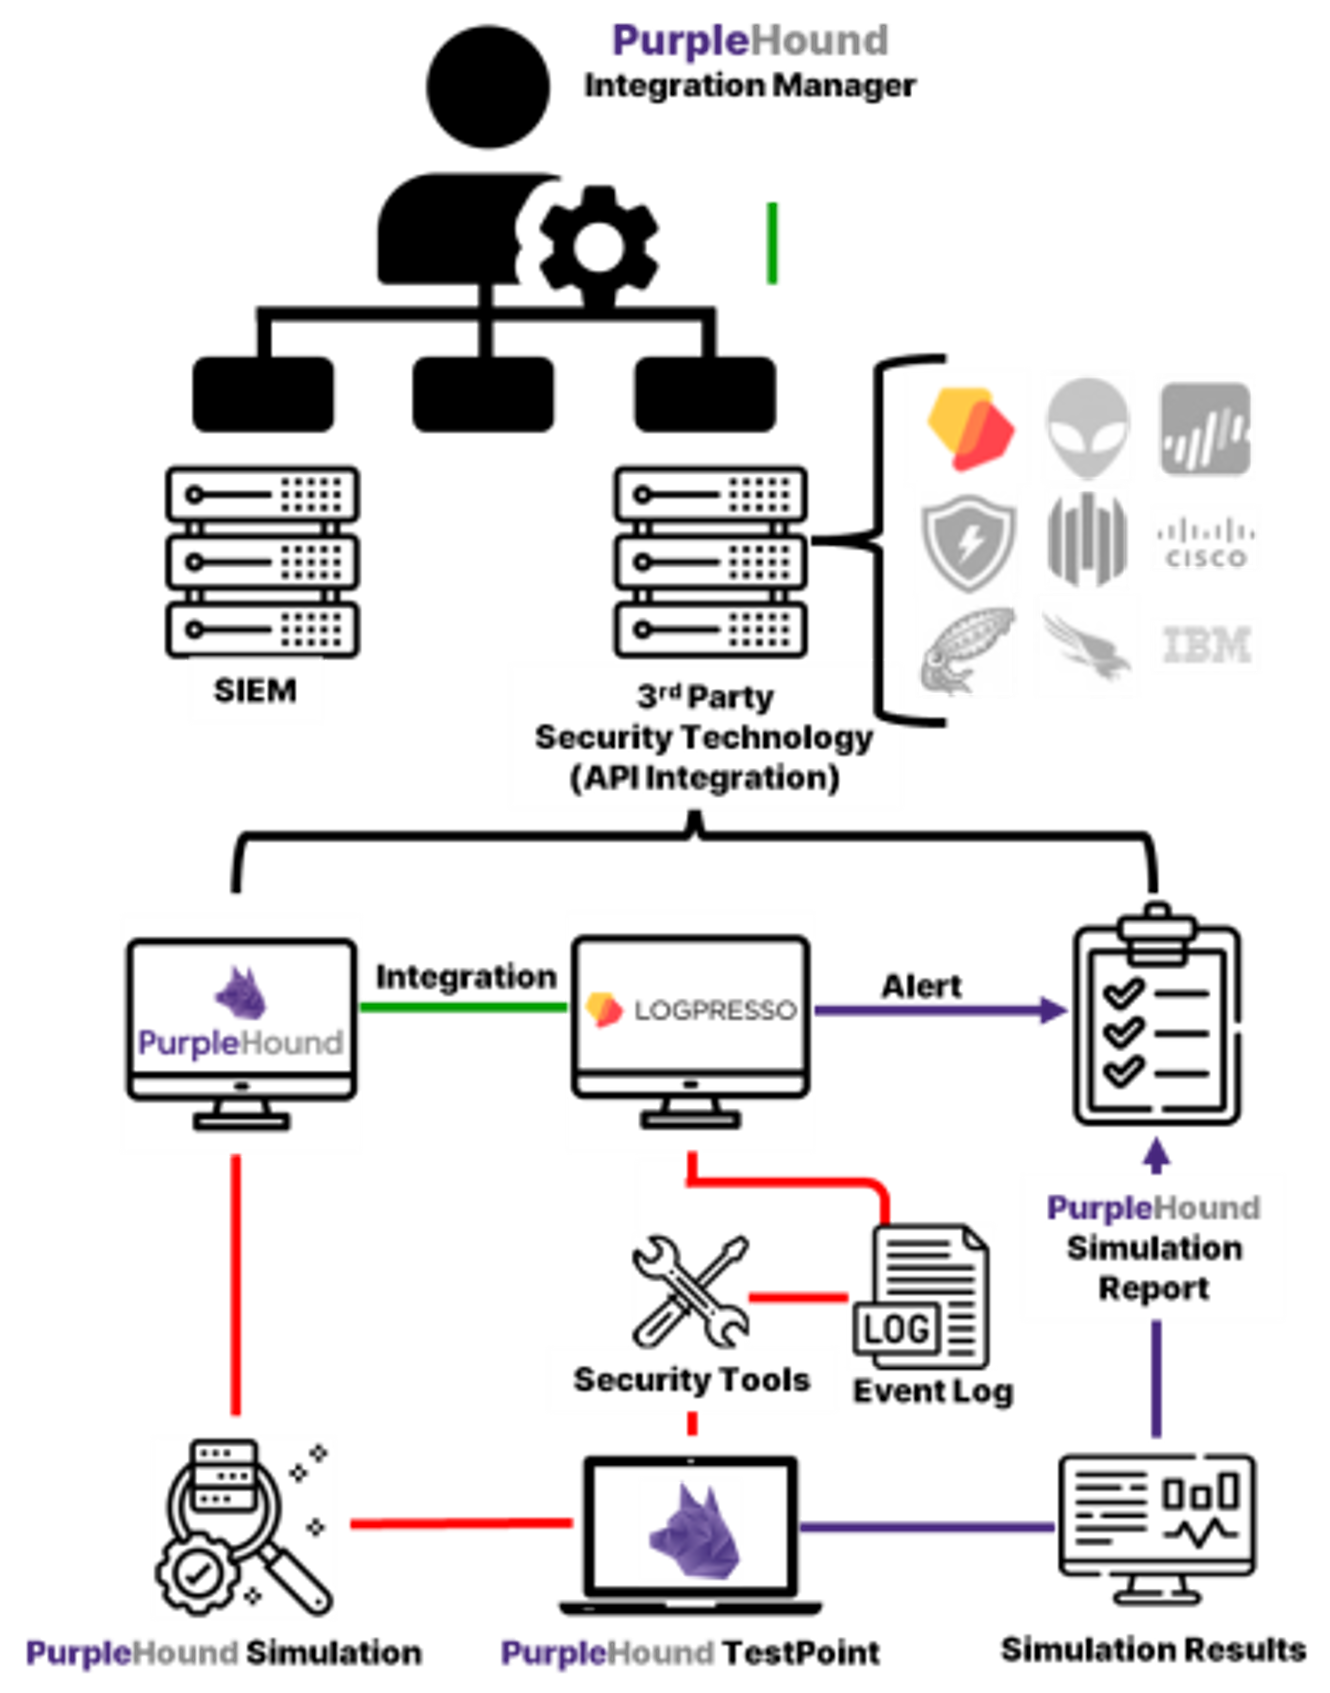 PurpleHound
Integration Manager
CISCO
IBM
SIEM
3rd Party
Security Technology
(API Integration)
PurpleHound
Integration
LOGPRESSO
Alert
PurpleHound
Simulation
Report
LOG
Security Tools
Event Log
PurpleHound Simulation
PurpleHound TestPoint
Simulation Results